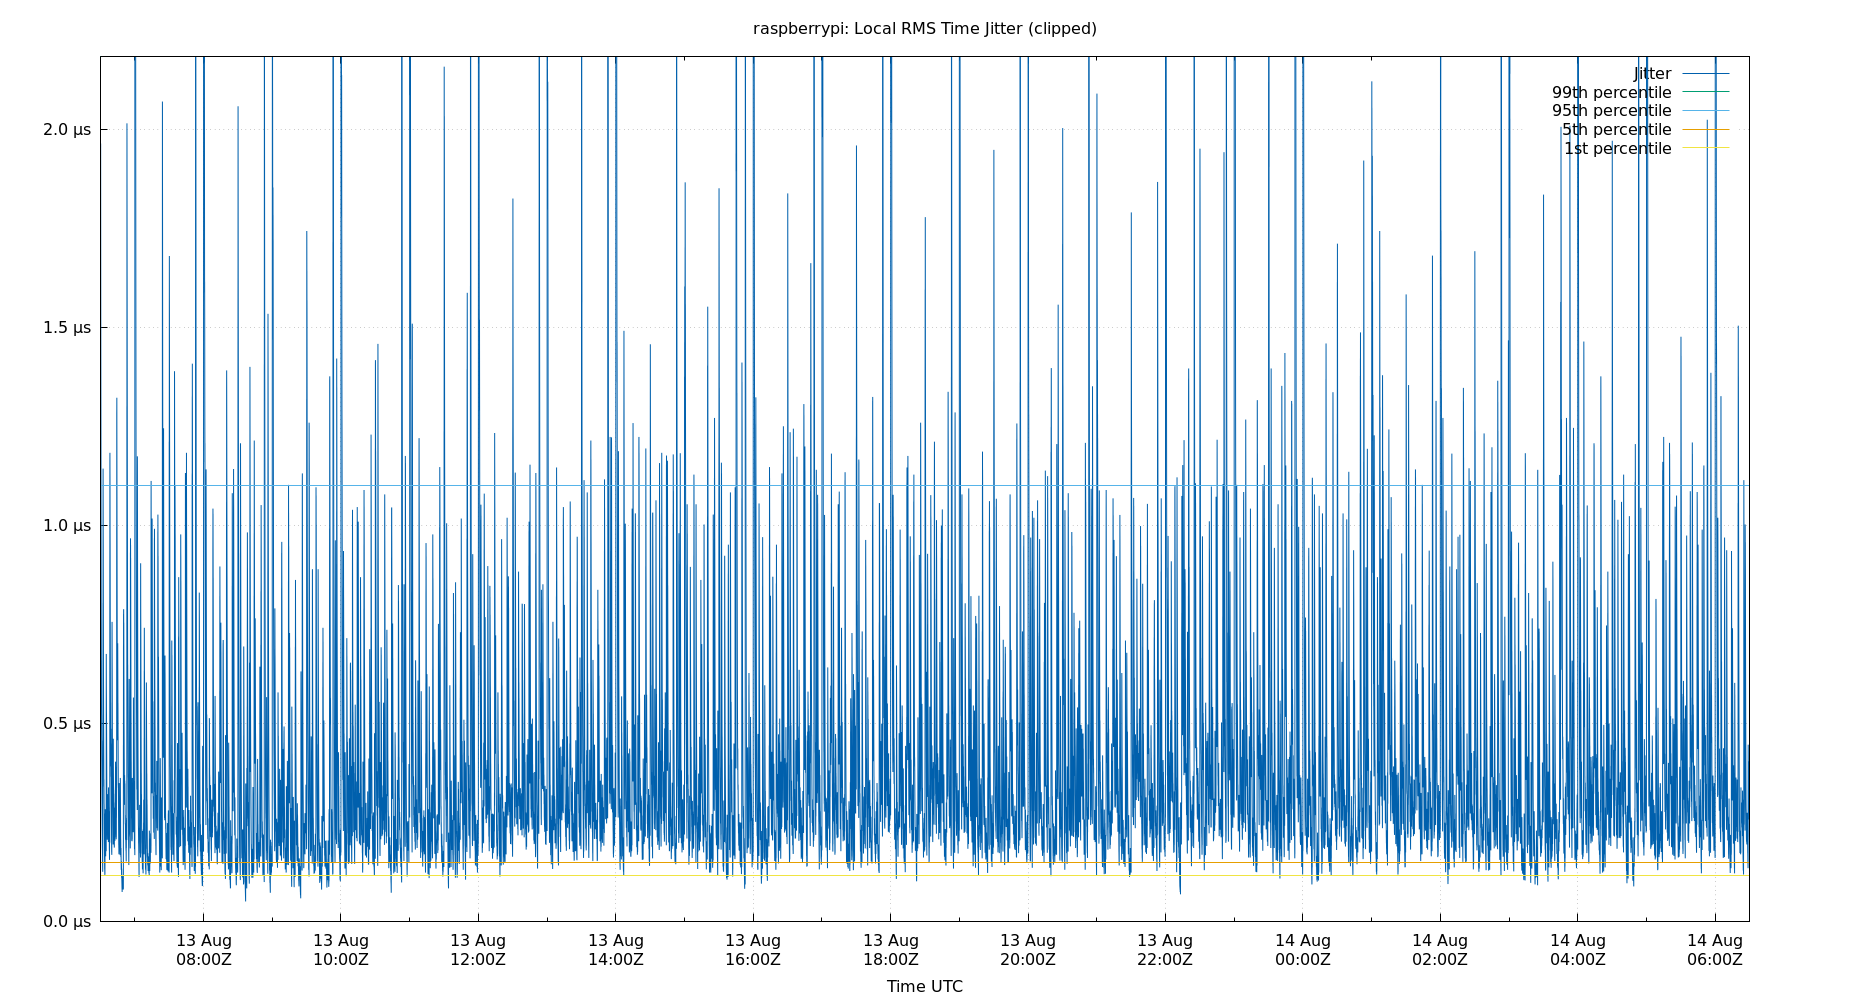 raspberrypi: Local RMS Time Jitter (clipped)
Jitter
99th percentile
95th percentile
5th percentile
1st percentile
2.0 µs
1.5 µs
1.0 µs
0.5 µs
0.0 µs
13 Aug 13 Aug 13 Aug 13 Aug 13 Aug 13 Aug 13 Aug 13 Aug 14 Aug 14 Aug 14 Aug 14 Aug
08:00Z 10:00Z 12:00Z 14:00Z 16:00Z 18:00Z 20:00Z 22:00Z 00:00Z 02:00Z 04:00Z 06:00Z
Time UTC